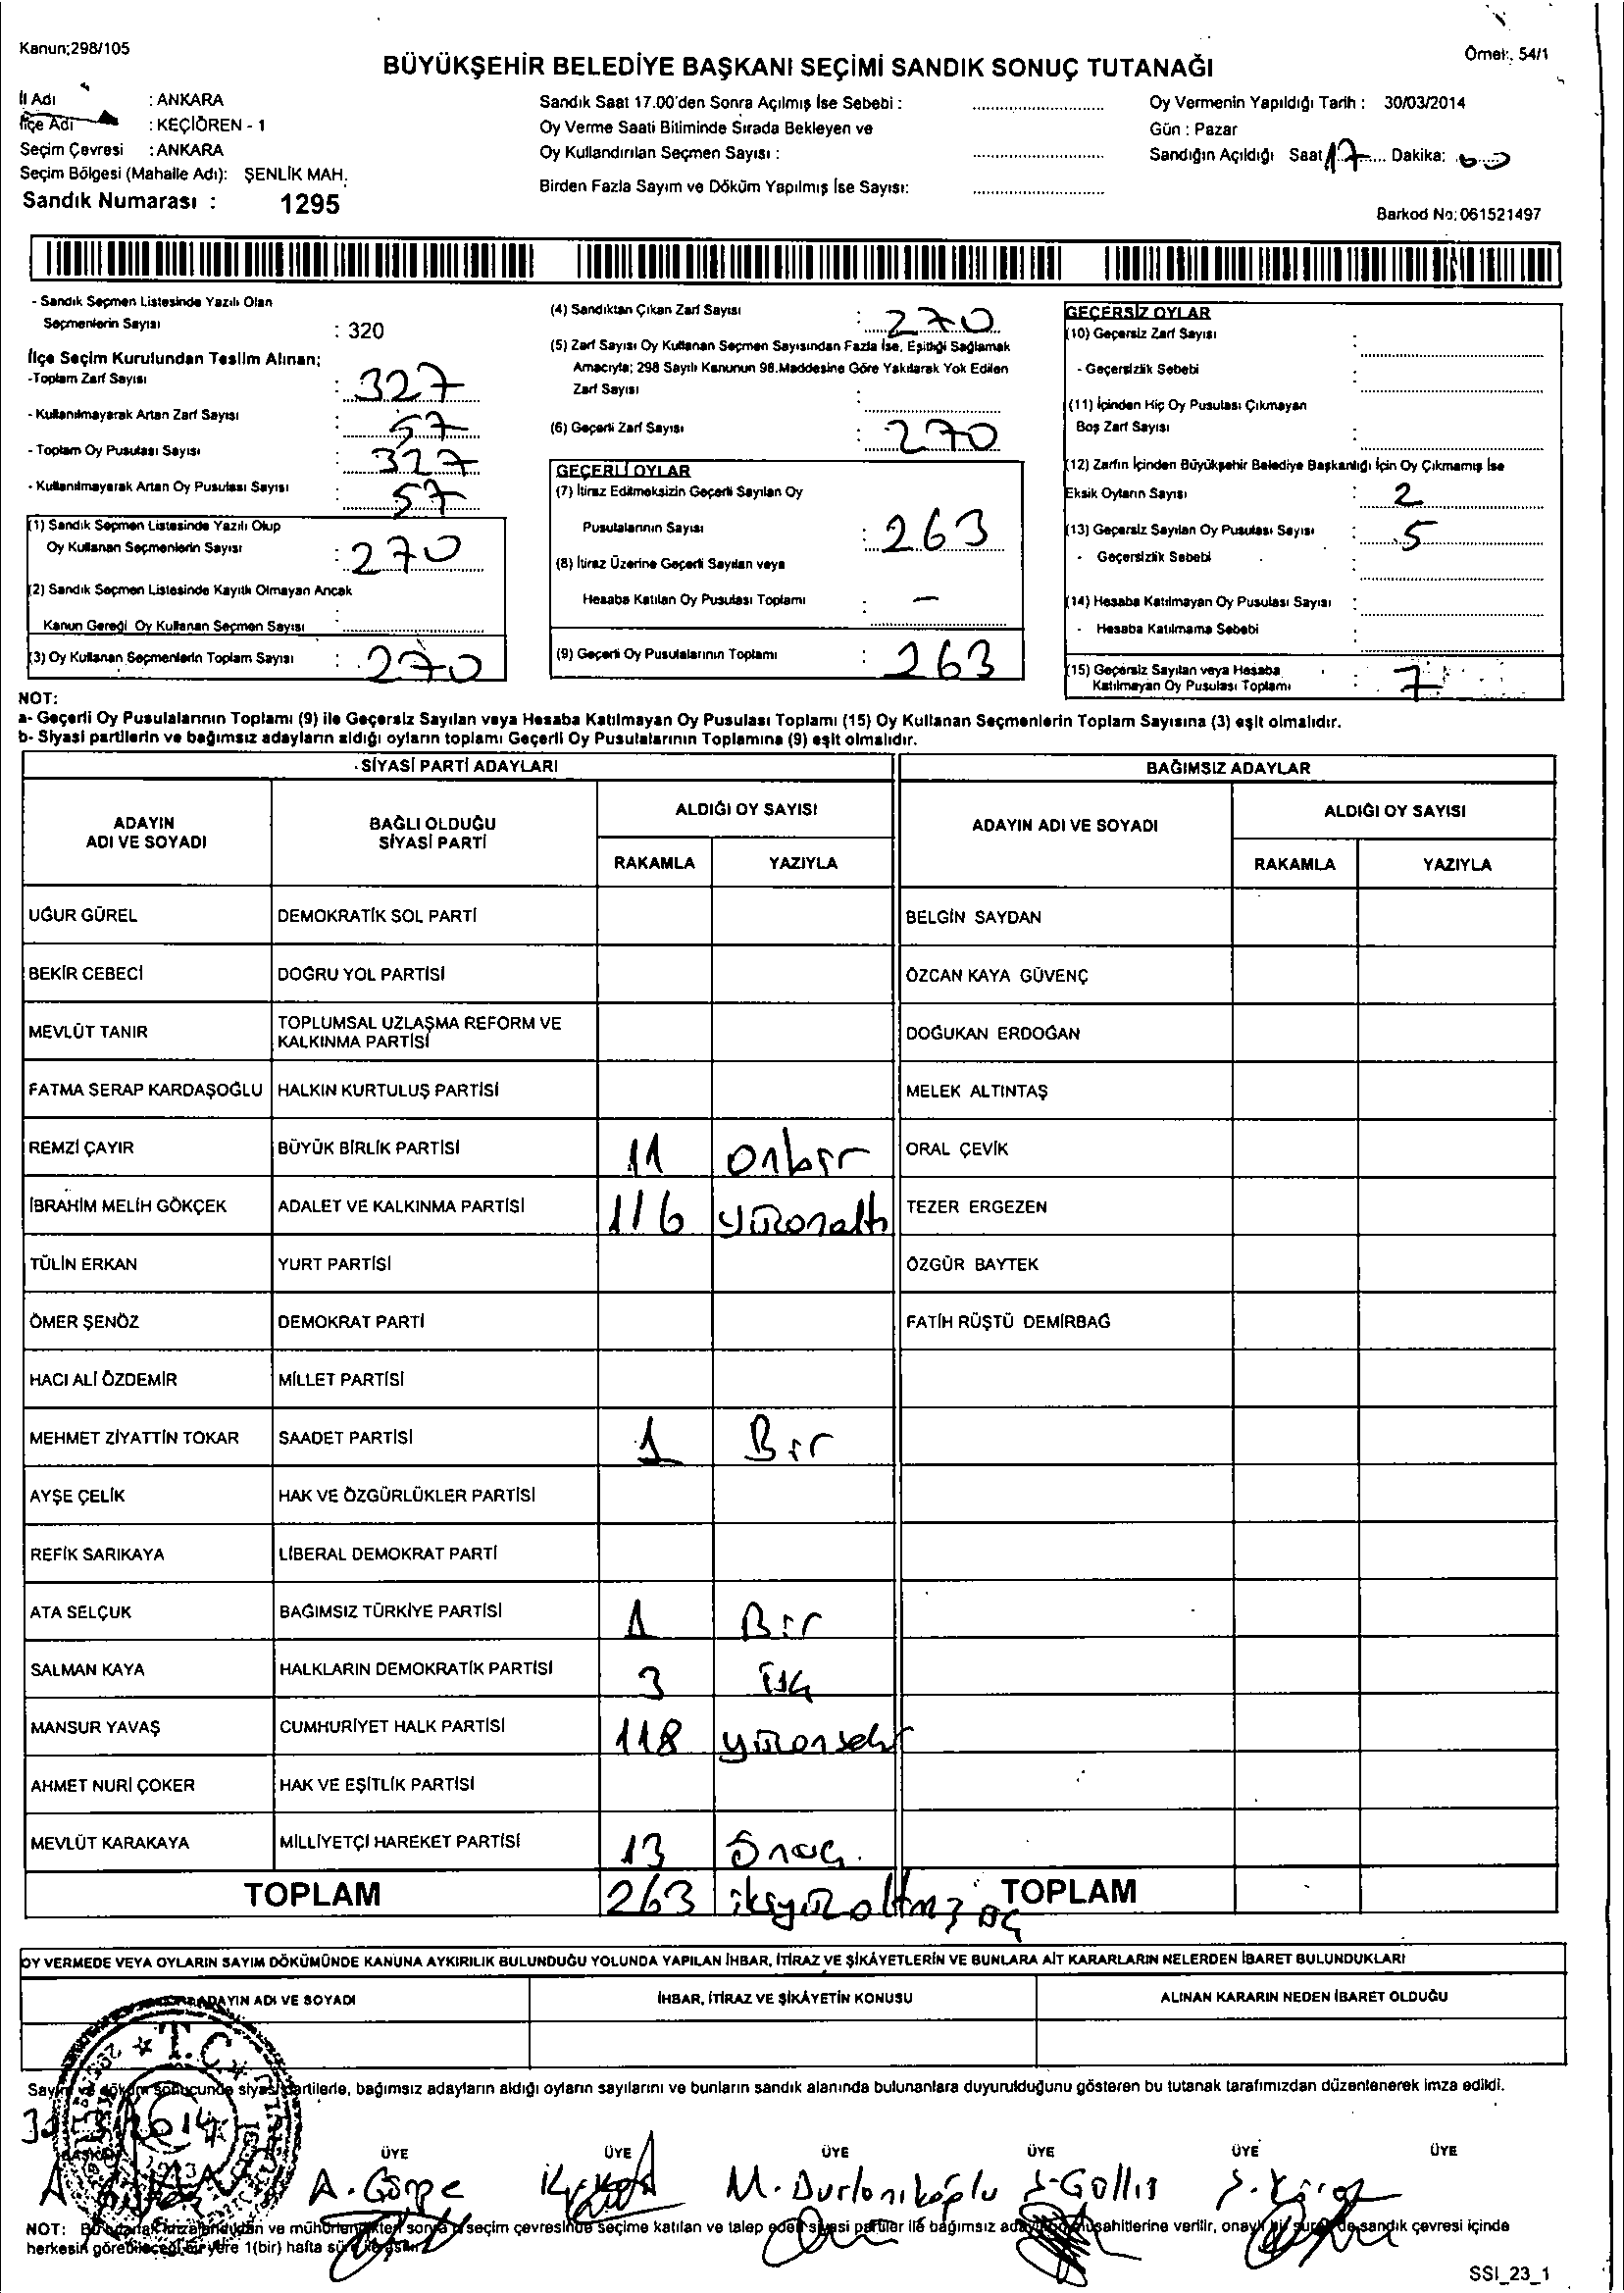 Kanun;298/105
Örnek: 54/1
BÜYÜKŞEHİR BELEDİYE BAŞKANI SEÇİMİ SANDIK SONUÇ TUTANAĞI
İl Adı : ANKARA
İlçe Adı : KEÇİÖREN - 1
Seçim Çevresi : ANKARA
Seçim Bölgesi (Mahalle Adı): ŞENLİK MAH.
Sandık Numarası : 1295
Sandık Saat 17.00'den Sonra Açılmış İse Sebebi :
Oy Verme Saati Bitiminde Sırada Bekleyen ve
Oy Kullandırılan Seçmen Sayısı :
Birden Fazla Sayım ve Döküm Yapılmış İse Sayısı:
Oy Vermenin Yapıldığı Tarih : 30/03/2014
Gün : Pazar
Sandığın Açıldığı Saat 17 Dakika: 00
Barkod No: 061521497
- Sandık Seçmen Listesinde Yazılı Olan
Seçmenlerin Sayısı : 320
İlçe Seçim Kurulundan Teslim Alınan;
-Toplam Zarf Sayısı : 327
- Kullanılmayarak Artan Zarf Sayısı : 57
- Toplam Oy Pusulası Sayısı : 327
- Kullanılmayarak Artan Oy Pusulası Sayısı : 57
(1) Sandık Seçmen Listesinde Yazılı Olup
Oy Kullanan Seçmenlerin Sayısı : 270
(2) Sandık Seçmen Listesinde Kayıtlı Olmayan Ancak
Kanun Gereği Oy Kullanan Seçmen Sayısı :
(3) Oy Kullanan Seçmenlerin Toplam Sayısı : 270
(4) Sandıktan Çıkan Zarf Sayısı : 270
(5) Zarf Sayısı Oy Kullanan Seçmen Sayısından Fazla İse, Eşitliği Sağlamak
Amacıyla; 298 Sayılı Kanunun 98.Maddesine Göre Yakılarak Yok Edilen
Zarf Sayısı :
(6) Geçerli Zarf Sayısı : 270
GEÇERLİ OYLAR
(7) İtiraz Edilmeksizin Geçerli Sayılan Oy
Pusulalarının Sayısı : 263
(8) İtiraz Üzerine Geçerli Sayılan veya
Hesaba Katılan Oy Pusulası Toplamı : -
(9) Geçerli Oy Pusulalarının Toplamı : 263
GEÇERSİZ OYLAR
(10) Geçersiz Zarf Sayısı :
- Geçersizlik Sebebi :
(11) İçinden Hiç Oy Pusulası Çıkmayan
Boş Zarf Sayısı :
(12) Zarfın İçinden Büyükşehir Belediye Başkanlığı İçin Oy Çıkmamış İse
Eksik Oyların Sayısı : 2
(13) Geçersiz Sayılan Oy Pusulası Sayısı : 5
- Geçersizlik Sebebi :
(14) Hesaba Katılmayan Oy Pusulası Sayısı :
- Hesaba Katılmama Sebebi :
(15) Geçersiz Sayılan veya Hesaba
Katılmayan Oy Pusulası Toplamı : 7
NOT:
a- Geçerli Oy Pusulalarının Toplamı (9) ile Geçersiz Sayılan veya Hesaba Katılmayan Oy Pusulası Toplamı (15) Oy Kullanan Seçmenlerin Toplam Sayısına (3) eşit olmalıdır.
b- Siyasi partilerin ve bağımsız adayların aldığı oyların toplamı Geçerli Oy Pusulalarının Toplamına (9) eşit olmalıdır.
SİYASİ PARTİ ADAYLARI BAĞIMSIZ ADAYLAR
ADAYIN ADI VE SOYADI BAĞLI OLDUĞU SİYASİ PARTİ ALDIĞI OY SAYISI ADAYIN ADI VE SOYADI ALDIĞI OY SAYISI
RAKAMLA YAZIYLA RAKAMLA YAZIYLA
UĞUR GÜREL DEMOKRATİK SOL PARTİ BELGİN SAYDAN
BEKİR CEBECİ DOĞRU YOL PARTİSİ ÖZCAN KAYA GÜVENÇ
MEVLÜT TANIR TOPLUMSAL UZLAŞMA REFORM VE KALKINMA PARTİSİ DOĞUKAN ERDOĞAN
FATMA SERAP KARDAŞOĞLU HALKIN KURTULUŞ PARTİSİ MELEK ALTINTAŞ
REMZİ ÇAYIR BÜYÜK BİRLİK PARTİSİ 11 onbir ORAL ÇEVİK
İBRAHİM MELİH GÖKÇEK ADALET VE KALKINMA PARTİSİ 116 yüzonaltı TEZER ERGEZEN
TÜLİN ERKAN YURT PARTİSİ ÖZGÜR BAYTEK
ÖMER ŞENÖZ DEMOKRAT PARTİ FATİH RÜŞTÜ DEMİRBAĞ
HACI ALİ ÖZDEMİR MİLLET PARTİSİ
MEHMET ZİYATTİN TOKAR SAADET PARTİSİ 1 Bir
AYŞE ÇELİK HAK VE ÖZGÜRLÜKLER PARTİSİ
REFİK SARIKAYA LİBERAL DEMOKRAT PARTİ
ATA SELÇUK BAĞIMSIZ TÜRKİYE PARTİSİ 1 Bir
SALMAN KAYA HALKLARIN DEMOKRATİK PARTİSİ 3 üç
MANSUR YAVAŞ CUMHURİYET HALK PARTİSİ 118 yüzonsekiz
AHMET NURİ ÇOKER HAK VE EŞİTLİK PARTİSİ
MEVLÜT KARAKAYA MİLLİYETÇİ HAREKET PARTİSİ 13 onüç.
TOPLAM 263 ikiyüzaltmışüç TOPLAM
OY VERMEDE VEYA OYLARIN SAYIM DÖKÜMÜNDE KANUNA AYKIRILIK BULUNDUĞU YOLUNDA YAPILAN İHBAR, İTİRAZ VE ŞİKÂYETLERİN VE BUNLARA AİT KARARLARIN NELERDEN İBARET BULUNDUKLARI
ADAYIN ADI VE SOYADI İHBAR, İTİRAZ VE ŞİKÂYETİN KONUSU ALINAN KARARIN NEDEN İBARET OLDUĞU
T.C.
Sayım ve döküm sonucunda siyasi partilerle, bağımsız adayların aldığı oyların sayılarını ve bunların sandık alanında bulunanlara duyurulduğunu gösteren bu tutanak tarafımızdan düzenlenerek imza edildi.
BAŞKAN ÜYE ÜYE ÜYE ÜYE ÜYE ÜYE
A. Görpe
NOT: Bu tutanak imzalandıktan ve mühürlendikten sonra seçim çevresinde seçime katılan ve talep eden siyasi partiler ile bağımsız aday müşahitlerine verilir, onaylı bir sureti de sandık çevresi içinde
herkesin görebileceği bir yere 1(bir) hafta süre ile asılır.
SSI_23_1